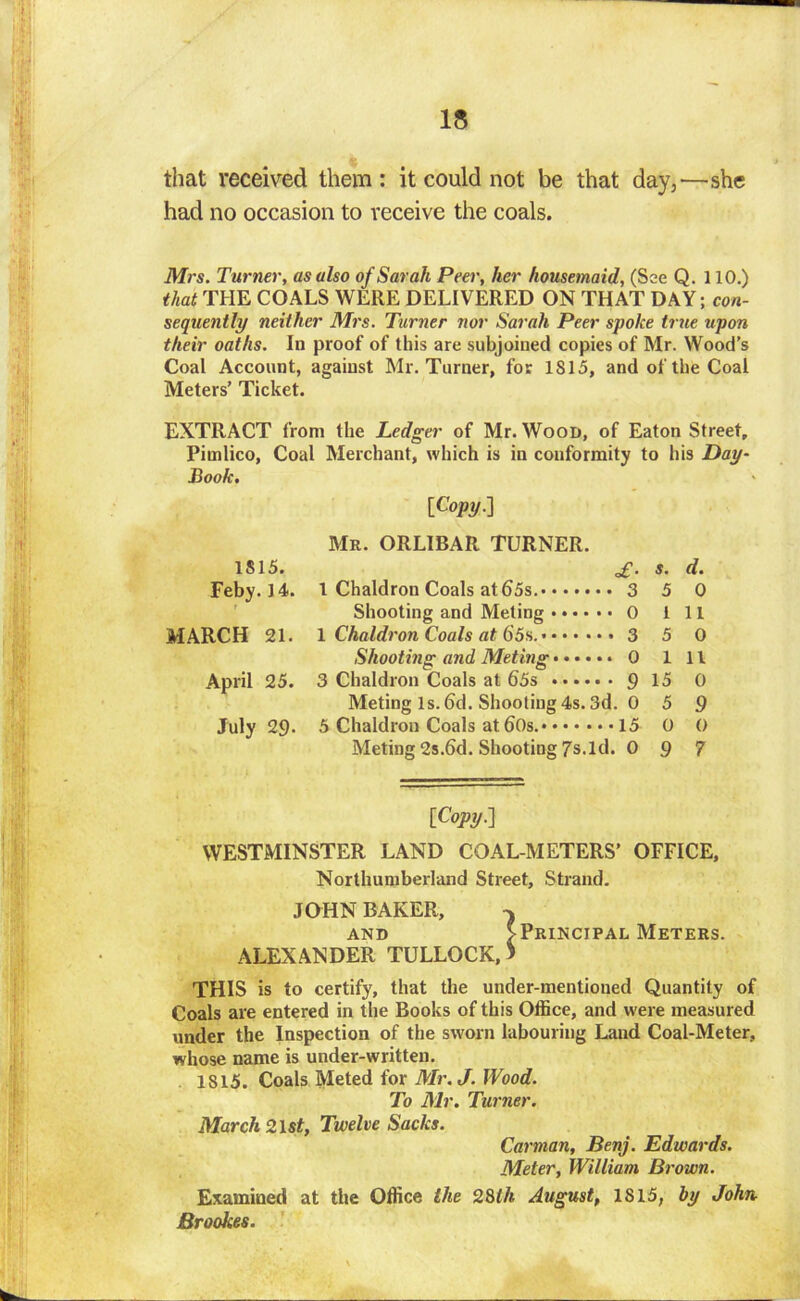 18
that received them : it could not be that day,—she
had no occasion to receive the coals.
Mrs. Turner, as also of Sarah Peer, her housemaid, (See Q. 110.)
that THE COALS WERE DELIVERED ON THAT DAY; con-
sequently neither Mrs. Turner nor Sarah Peer spoke true upon
their oaths. In proof of this are subjoined copies of Mr. Wood's
Coal Account, against Mr. Turner, for 1815, and of the Coal
Meters' Ticket.
EXTRACT from the Ledger of Mr. Wood, of Eaton Street,
Pimlico, Coal Merchant, which is in conformity to his Day-
Book.
[Copy.]
Mr. ORLIBAR TURNER.
1815. £. s. d.
Feby. 14. 1 Chaldron Coals at 65s. 3 5 0
Shooting and Meting 0 1 11
MARCH 21. 1 Chaldron Coals at 65s. 3 5 0
Shooting and Meting 0 1 11
April 25. 3 Chaldron Coals at 65s 9 15 0
Meting 1s. 6d. Shooting 4s. 3d. 0 5 9
July 29. 5 Chaldron Coals at 60s. 15 0 0
Meting 2s.6d. Shooting 7s.1d. 0 9 7
[Copy.]
WESTMINSTER LAND COAL-METERS' OFFICE,
Northumberland Street, Strand.
JOHN BAKER,
AND } Principal Meters.
ALEXANDER TULLOCK,
THIS is to certify, that the under-mentioned Quantity of
Coals are entered in the Books of this Office, and were measured
under the Inspection of the sworn labouring Land Coal-Meter,
whose name is under-written.
1815. Coals Meted for Mr. J. Wood.
To Mr. Turner.
March 21st, Twelve Sacks.
Carman, Benj. Edwards.
Meter, William Brown.
Examined at the Office the 28th August, 1815, by John
Brookes.